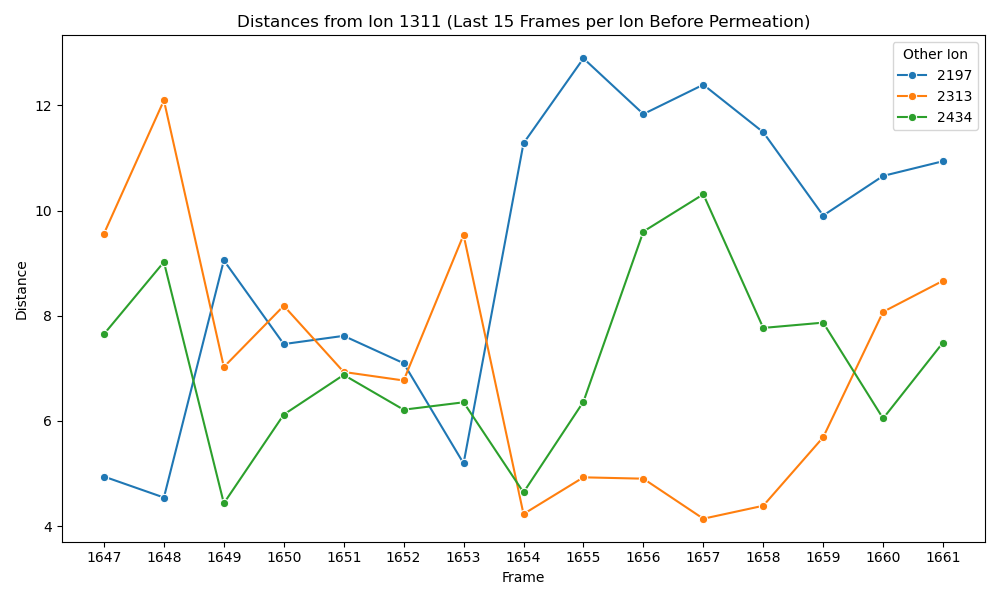 Distances from Ion 1311 (Last 15 Frames per Ion Before Permeation)
Other Ion
2197
2313
2434
Distance
12
10
8
6
4
1647 1648 1649 1650 1651 1652 1653 1654 1655 1656 1657 1658 1659 1660 1661
Frame